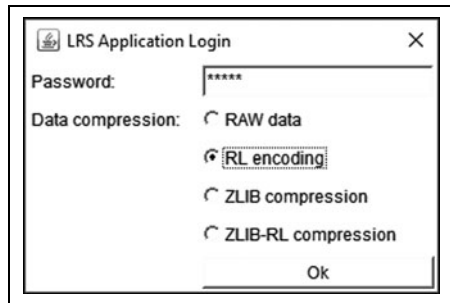 LRS Application Login
Password: *****
Data compression: RAW data
RL encoding
ZLIB compression
ZLIB-RL compression
Ok